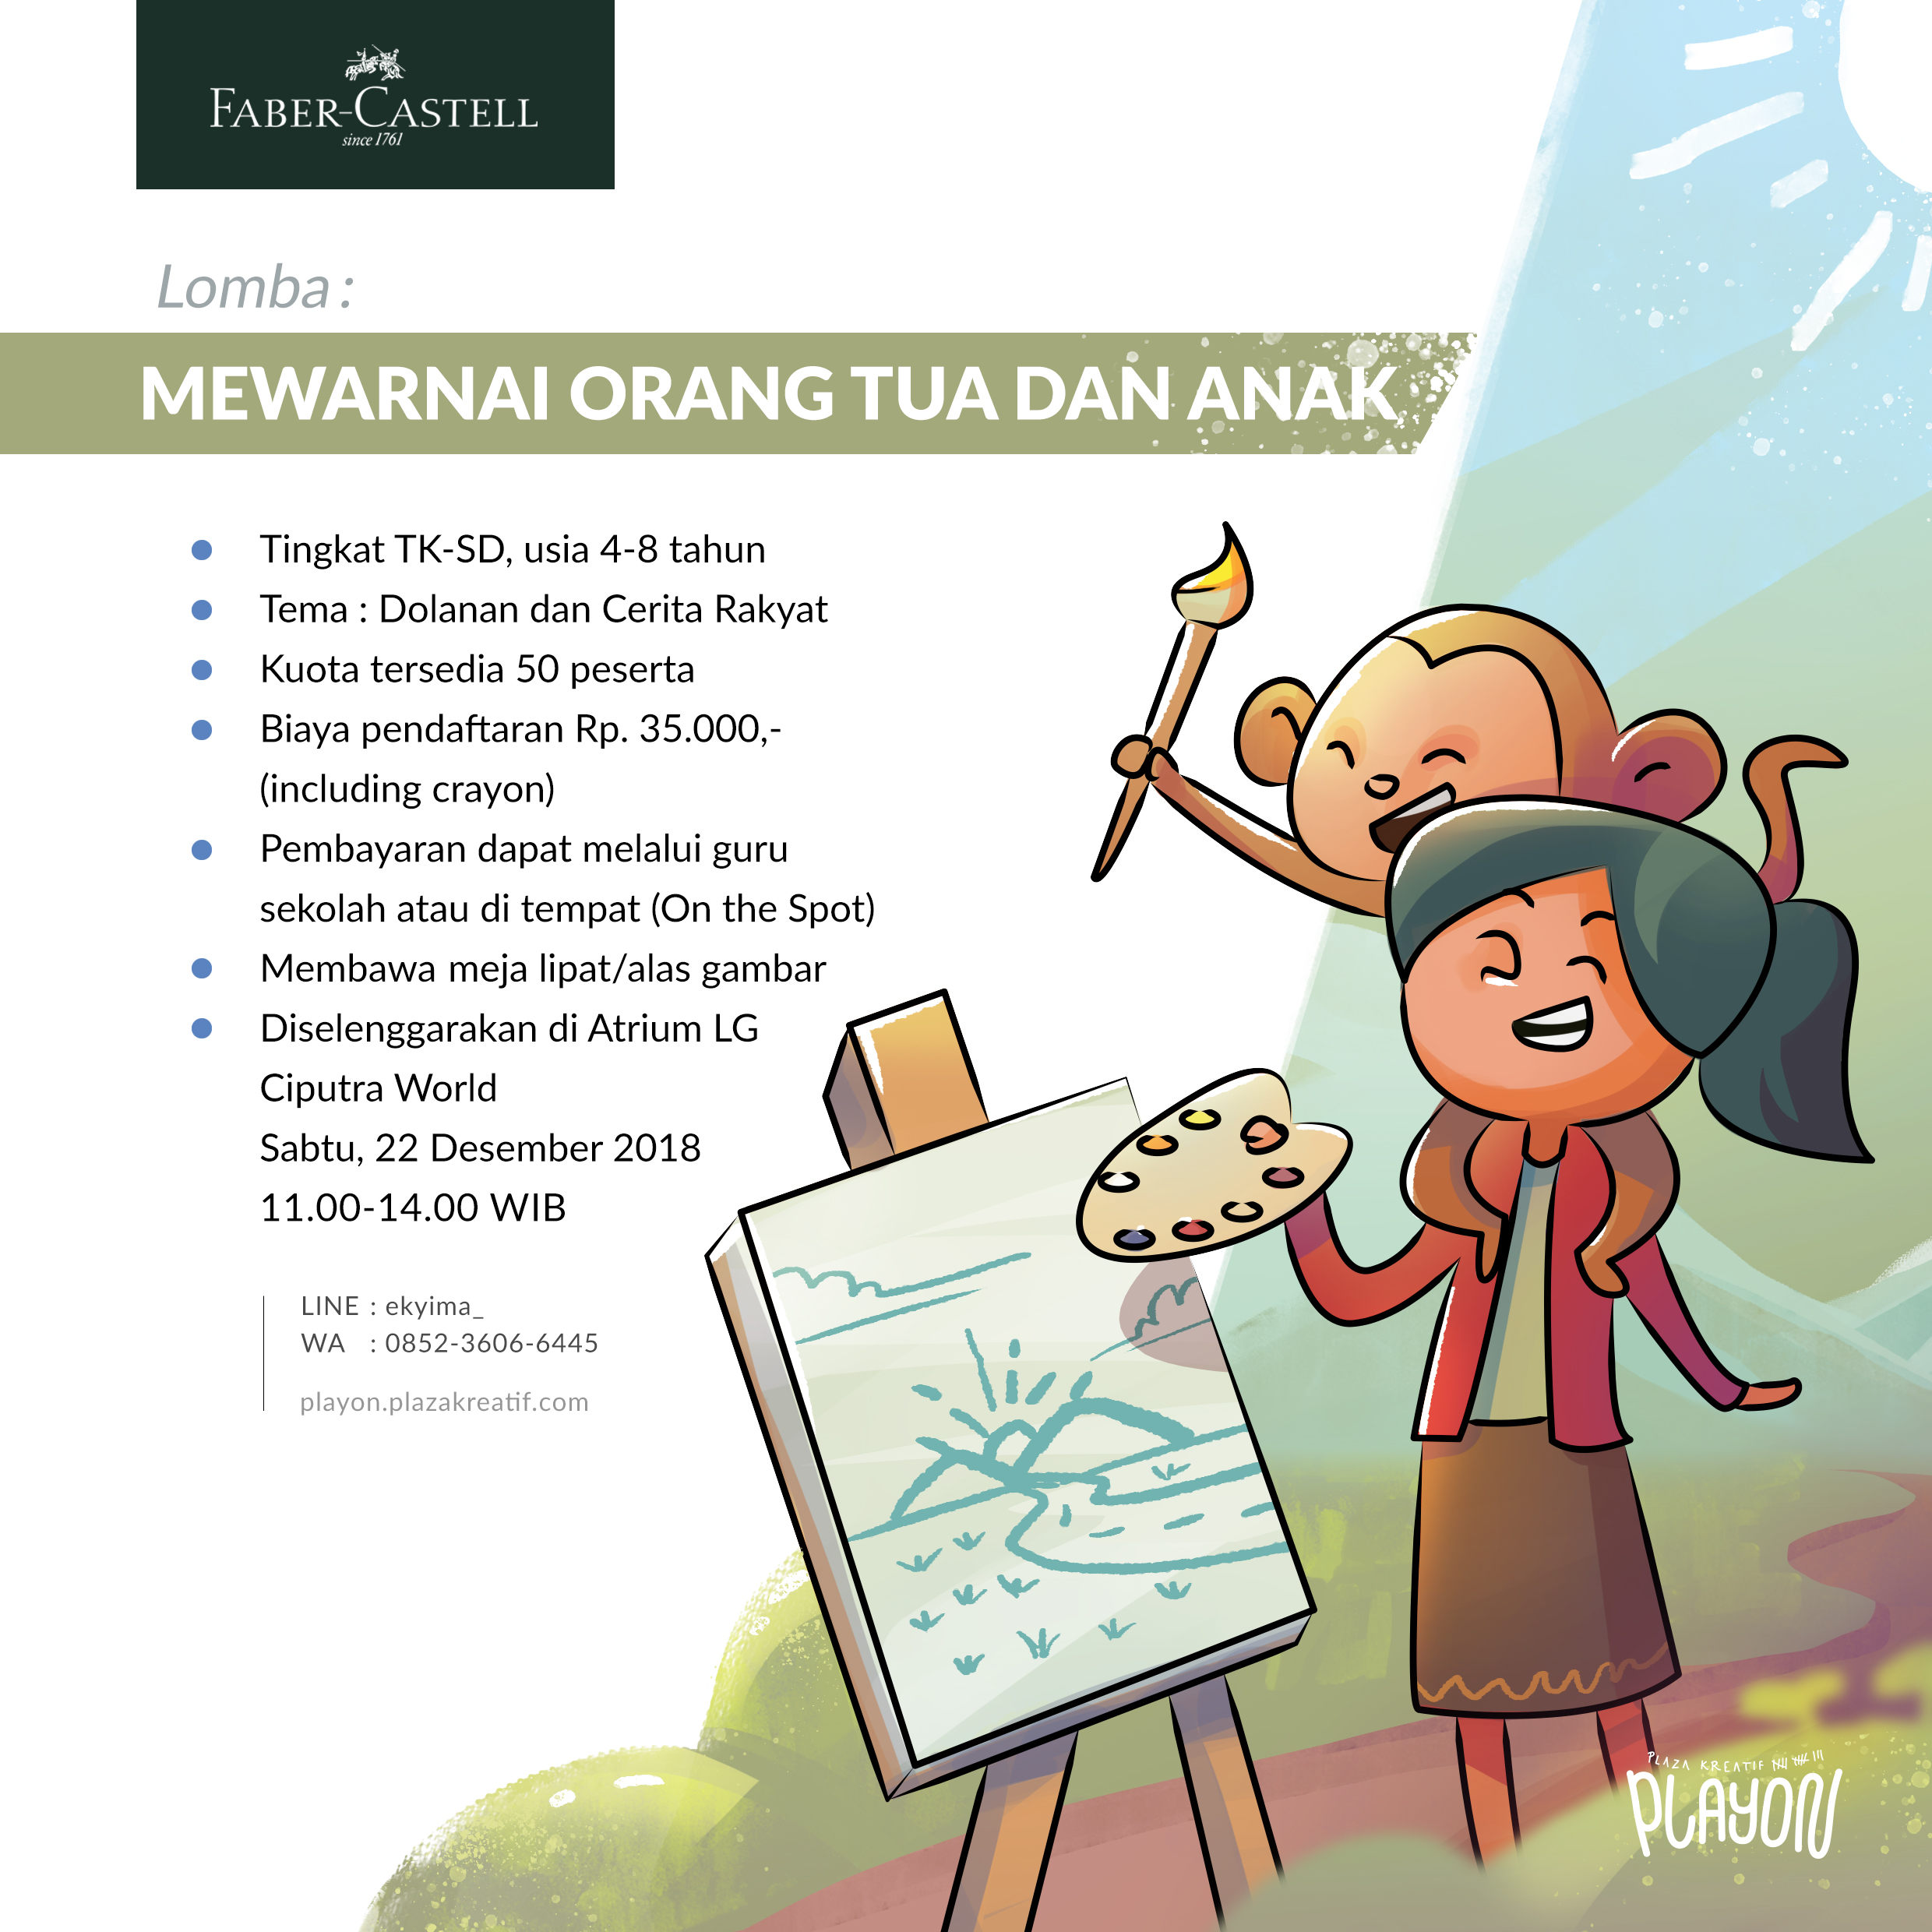 FABER-CASTELL
since 1761
Lomba :
MEWARNAI ORANG TUA DAN ANAK
Tingkat TK-SD, usia 4-8 tahun
Tema : Dolanan dan Cerita Rakyat
Kuota tersedia 50 peserta
Biaya pendaftaran Rp. 35.000,-
(including crayon)
Pembayaran dapat melalui guru
sekolah atau di tempat (On the Spot)
Membawa meja lipat/alas gambar
Diselenggarakan di Atrium LG
Ciputra World
Sabtu, 22 Desember 2018
11.00-14.00 WIB
LINE : ekyima_
WA : 0852-3606-6445
playon.plazakreatif.com
PLAZA KREATIF
PLAYON